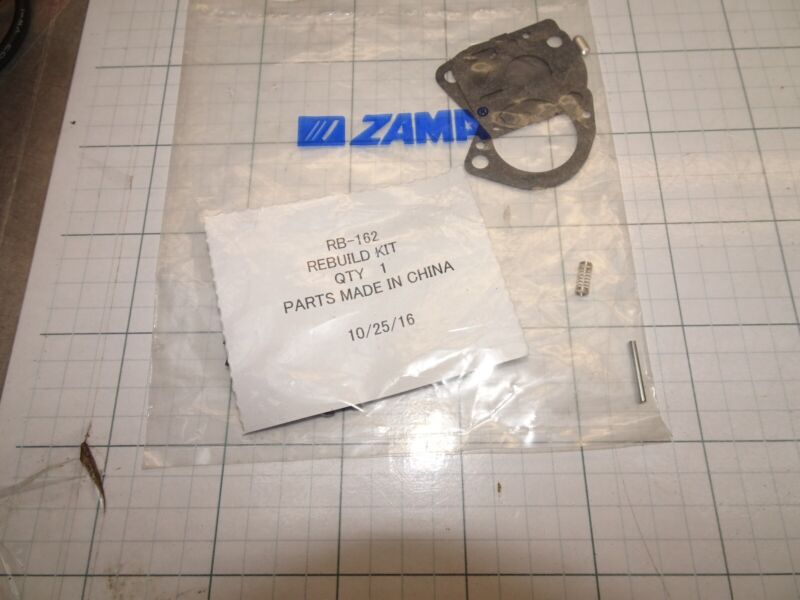 ZAMA®
RB-162
REBUILD KIT
QTY 1
PARTS MADE IN CHINA
10/25/16